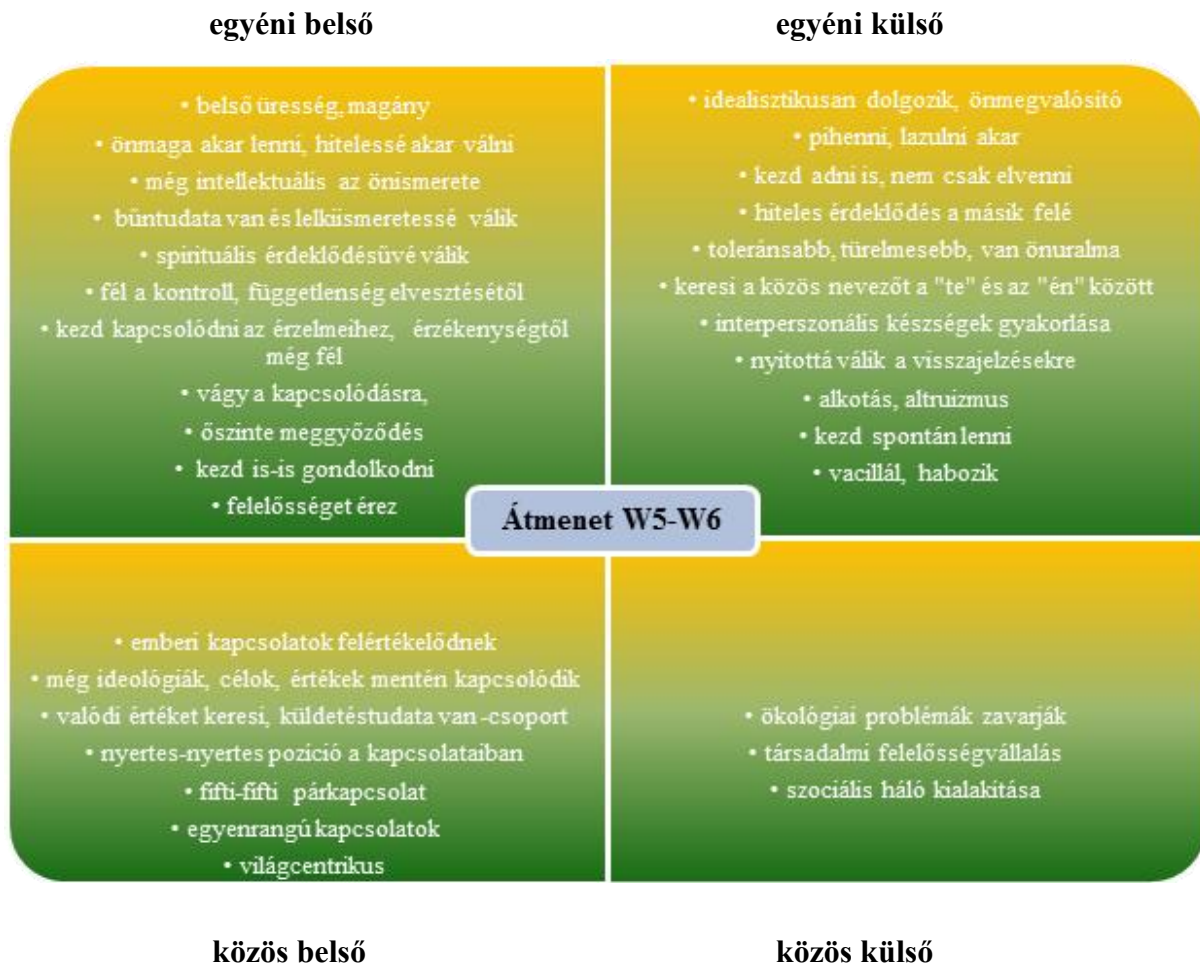 egyéni belső
egyéni külső
• belső üresség, magány
• önmaga akar lenni, hitelessé akar válni
• még intellektuális az önismerete
• bűntudata van és lelkiismeretessé válik
• spirituális érdeklődésűvé válik
• fél a kontroll, függetlenség elvesztésétől
• kezd kapcsolódni az érzelmeihez, érzékenységtől
még fél
• vágy a kapcsolódásra,
• őszinte meggyőződés
• kezd is-is gondolkodni
• felelősséget érez
• idealisztikusan dolgozik, önmegvalósító
• pihenni, lazulni akar
• kezd adni is, nem csak elvenni
• hiteles érdeklődés a másik felé
• toleránsabb, türelmesebb, van önuralma
• keresi a közös nevezőt a "te" és az "én" között
• interperszonális készségek gyakorlása
• nyitottá válik a visszajelzésekre
• alkotás, altruizmus
• kezd spontán lenni
• vacillál, habozik
Átmenet W5-W6
• emberi kapcsolatok felértékelődnek
• még ideológiák, célok, értékek mentén kapcsolódik
• valódi értéket keresi, küldetéstudata van -csoport
• nyertes-nyertes pozíció a kapcsolataiban
• fifti-fifti párkapcsolat
• egyenrangú kapcsolatok
• világcentrikus
• ökológiai problémák zavarják
• társadalmi felelősségvállalás
• szociális háló kialakítása
közös belső
közös külső